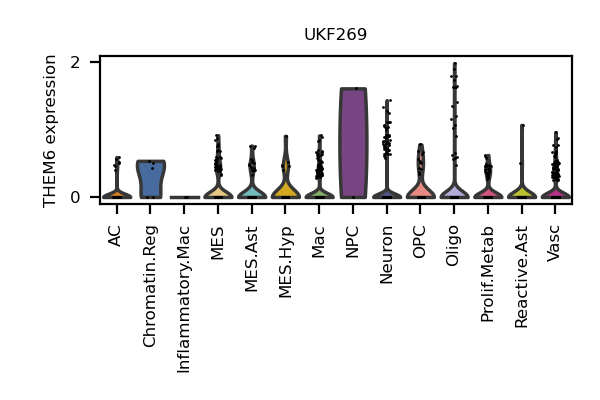 UKF269
THEM6 expression
2
0
AC
Chromatin.Reg
Inflammatory.Mac
MES
MES.Ast
MES.Hyp
Mac
NPC
Neuron
OPC
Oligo
Prolif.Metab
Reactive.Ast
Vasc